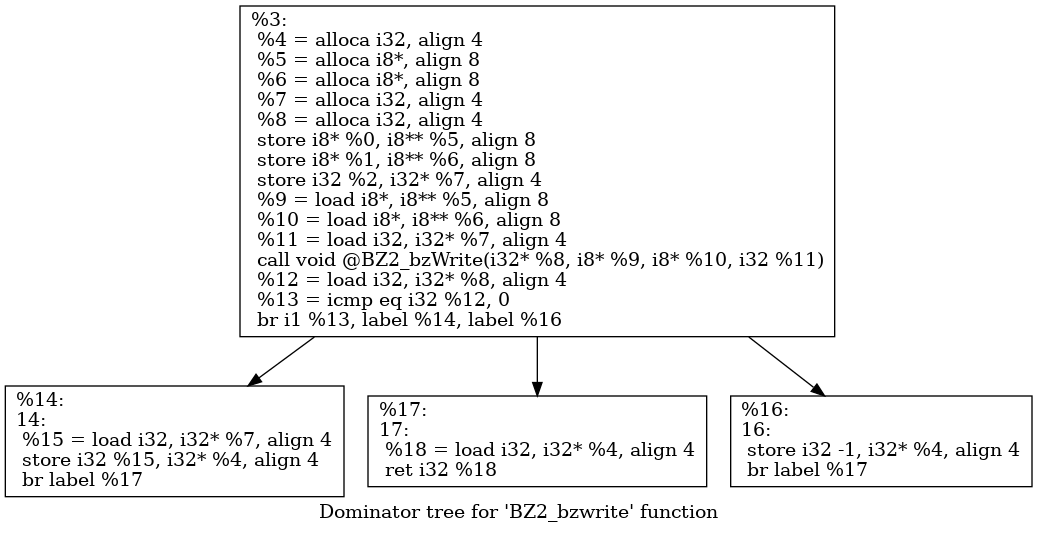 %3:
%4 = alloca i32, align 4
%5 = alloca i8*, align 8
%6 = alloca i8*, align 8
%7 = alloca i32, align 4
%8 = alloca i32, align 4
store i8* %0, i8** %5, align 8
store i8* %1, i8** %6, align 8
store i32 %2, i32* %7, align 4
%9 = load i8*, i8** %5, align 8
%10 = load i8*, i8** %6, align 8
%11 = load i32, i32* %7, align 4
call void @BZ2_bzWrite(i32* %8, i8* %9, i8* %10, i32 %11)
%12 = load i32, i32* %8, align 4
%13 = icmp eq i32 %12, 0
br i1 %13, label %14, label %16
%14:
14:
%15 = load i32, i32* %7, align 4
store i32 %15, i32* %4, align 4
br label %17
%17:
17:
%18 = load i32, i32* %4, align 4
ret i32 %18
%16:
16:
store i32 -1, i32* %4, align 4
br label %17
Dominator tree for 'BZ2_bzwrite' function